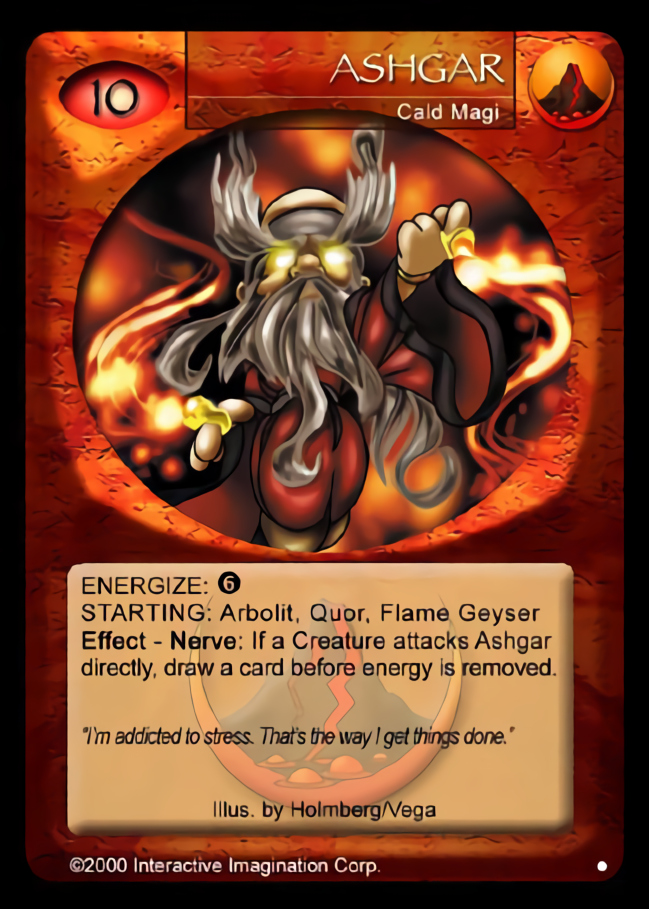 10
ASHGAR
Cald Magi
ENERGIZE: ❻
STARTING: Arbolit, Quor, Flame Geyser
Effect - Nerve: If a Creature attacks Ashgar
directly, draw a card before energy is removed.
"I'm addicted to stress. That's the way I get things done."
Illus. by Holmberg/Vega
©2000 Interactive Imagination Corp.